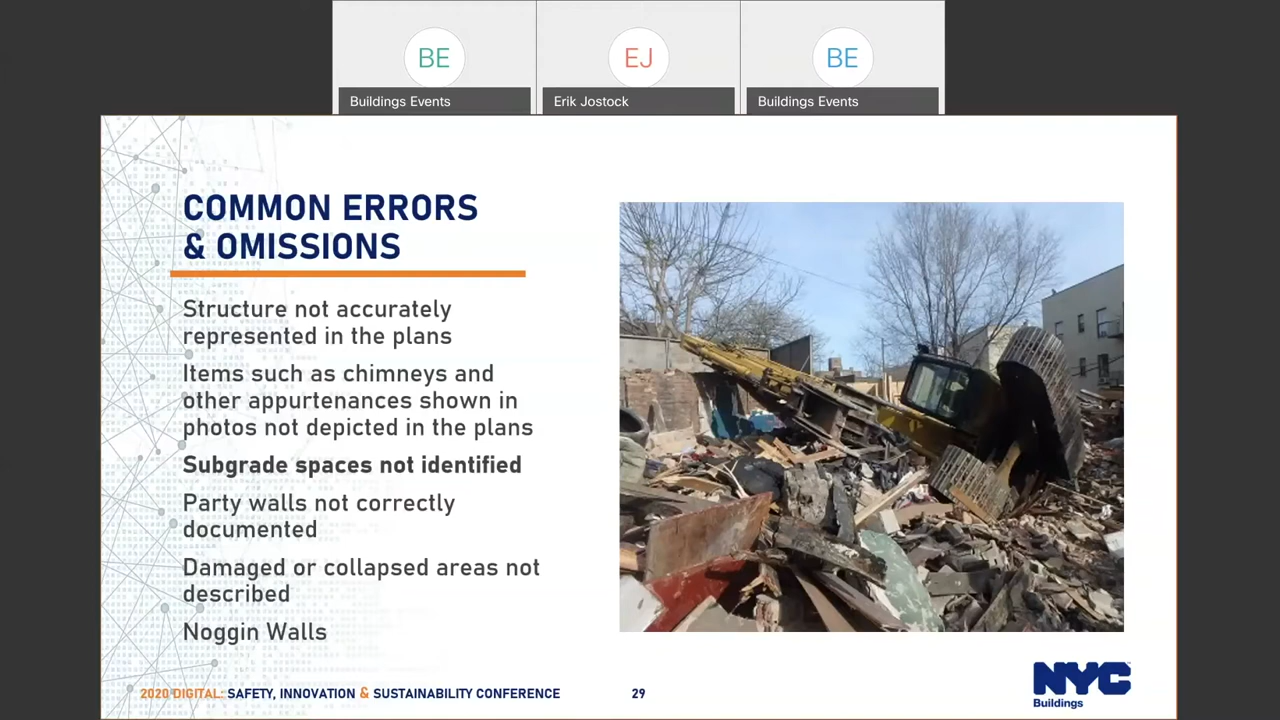 BE
EJ
BE
Buildings Events
Erik Jostock
Buildings Events
COMMON ERRORS
& OMISSIONS
Structure not accurately
represented in the plans
Items such as chimneys and
other appurtenances shown in
photos not depicted in the plans
Subgrade spaces not identified
Party walls not correctly
documented
Damaged or collapsed areas not
described
Noggin Walls
2020 DIGITAL: SAFETY, INNOVATION & SUSTAINABILITY CONFERENCE
29
NYC
Buildings